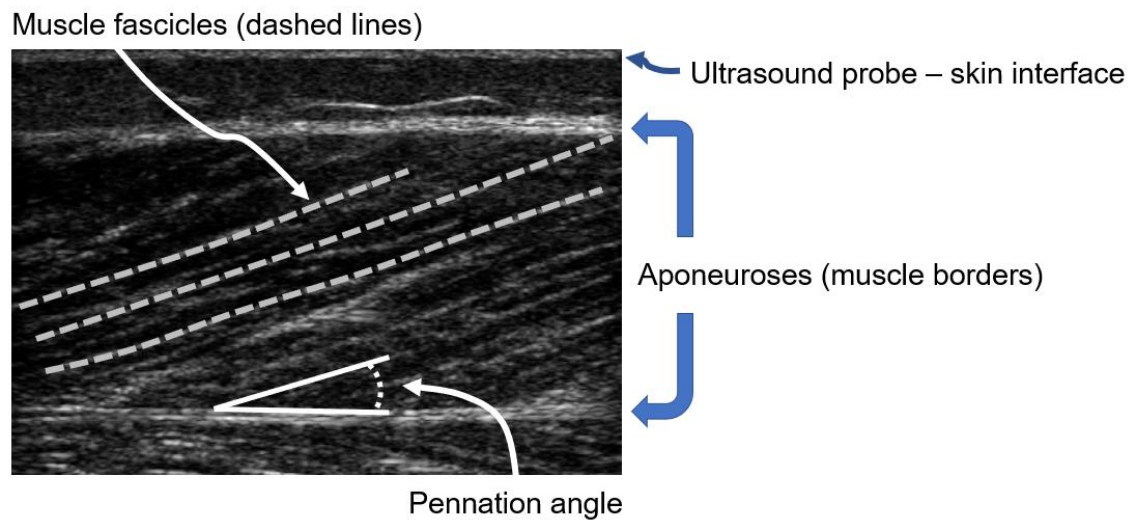 Muscle fascicles (dashed lines)
Ultrasound probe – skin interface
Aponeuroses (muscle borders)
Pennation angle